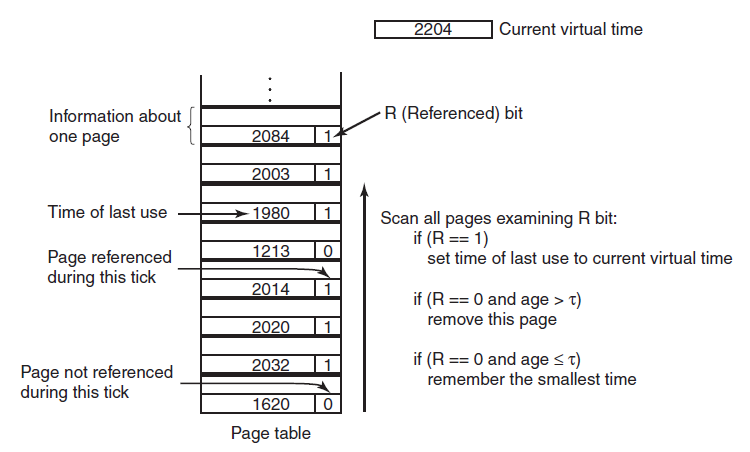 2204 Current virtual time
Information about
one page
R (Referenced) bit
2084 1
2003 1
Time of last use
1980 1
1213 0
Page referenced
during this tick
2014 1
2020 1
2032 1
Page not referenced
during this tick
1620 0
Page table
Scan all pages examining R bit:
if (R == 1)
set time of last use to current virtual time
if (R == 0 and age > τ)
remove this page
if (R == 0 and age ≤ τ)
remember the smallest time